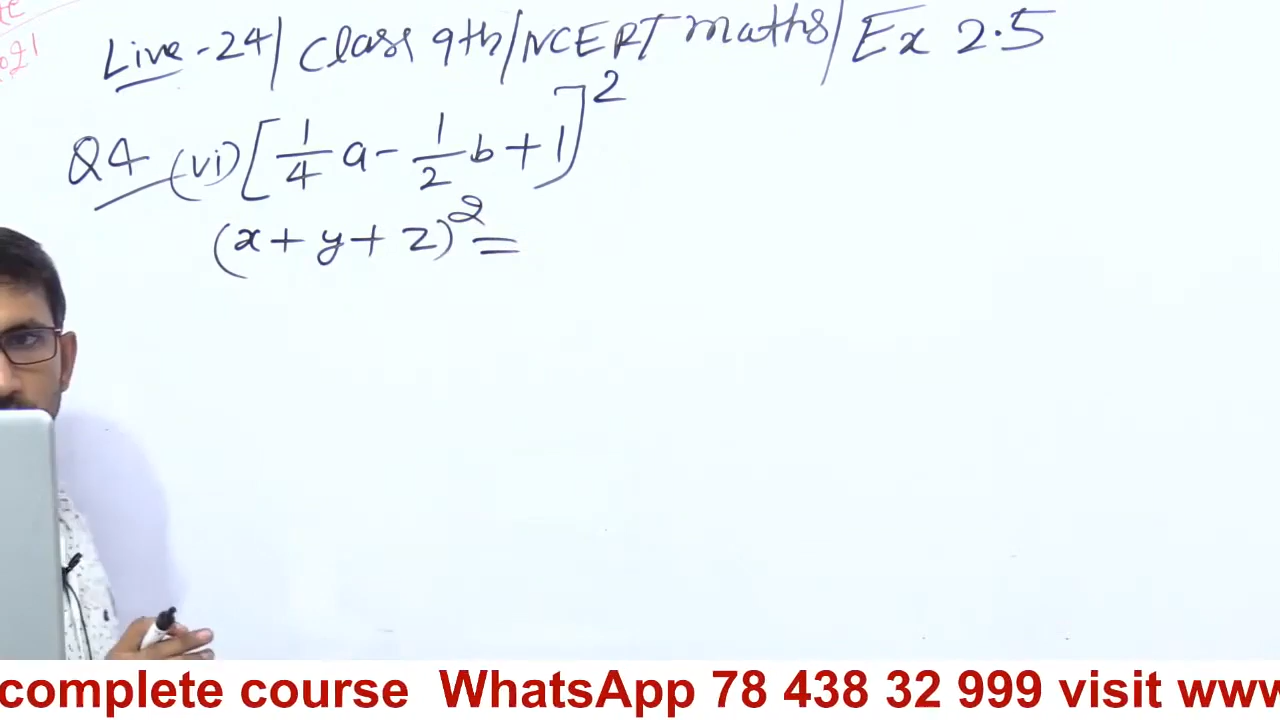 Live-24/ Class 9th/NCERT Maths/Ex 2.5
Q4 (vi) [1/4 a - 1/2 b + 1]²
(x + y + z)² =
complete course WhatsApp 78 438 32 999 visit www